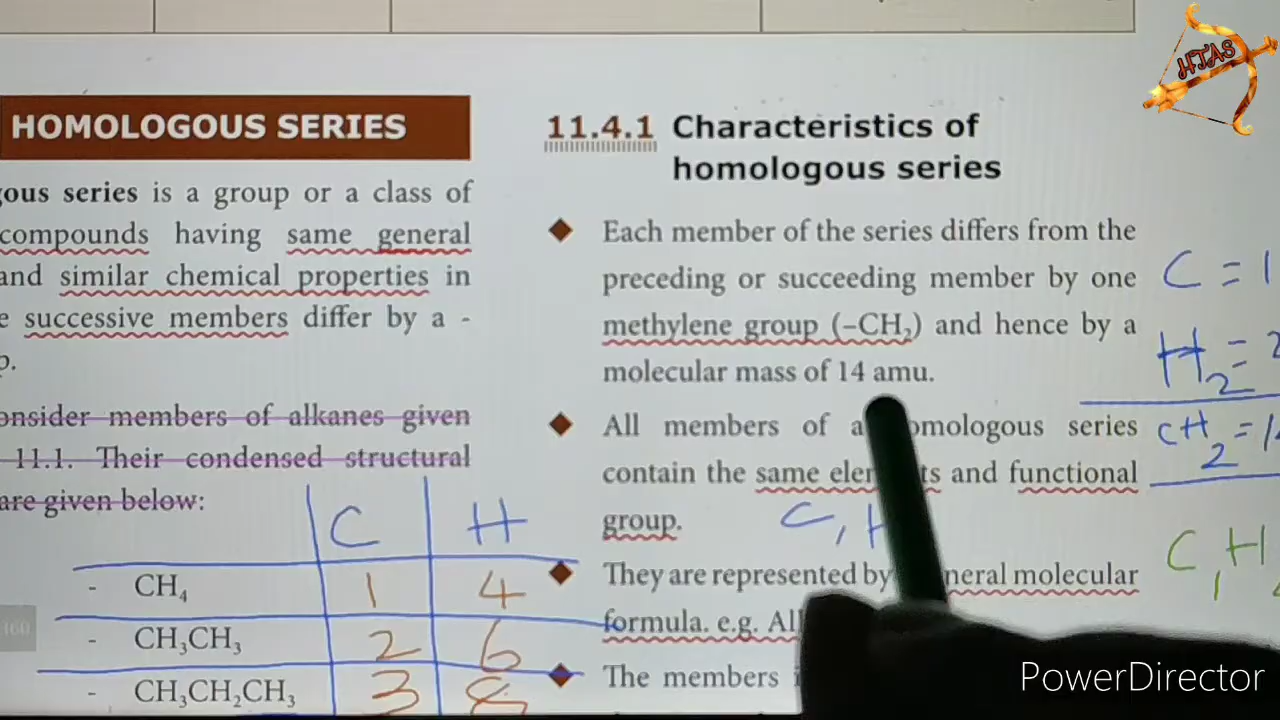 HTAS
HOMOLOGOUS SERIES
ous series is a group or a class of
compounds having same general
and similar chemical properties in
e successive members differ by a -
p.
onsider members of alkanes given
11.1. Their condensed structural
are given below:
C H
- CH₄ 1 4
- CH₃CH₃ 2 6
- CH₃CH₂CH₃ 3 8
360
11.4.1 Characteristics of
homologous series
◆ Each member of the series differs from the
preceding or succeeding member by one
methylene group (–CH₂) and hence by a
molecular mass of 14 amu.
◆ All members of a omologous series
contain the same ele ts and functional
group. C, H
◆ They are represented by neral molecular
formula. e.g. Al
◆ The members
C = 1
H₂ = 2
CH₂ = 1
C₁H
PowerDirector